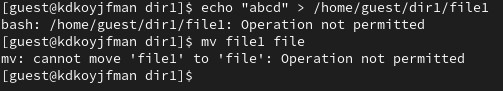 [guest@kdkoyjfman dir1]$ echo "abcd" > /home/guest/dir1/file1
bash: /home/guest/dir1/file1: Operation not permitted
[guest@kdkoyjfman dir1]$ mv file1 file
mv: cannot move 'file1' to 'file': Operation not permitted
[guest@kdkoyjfman dir1]$